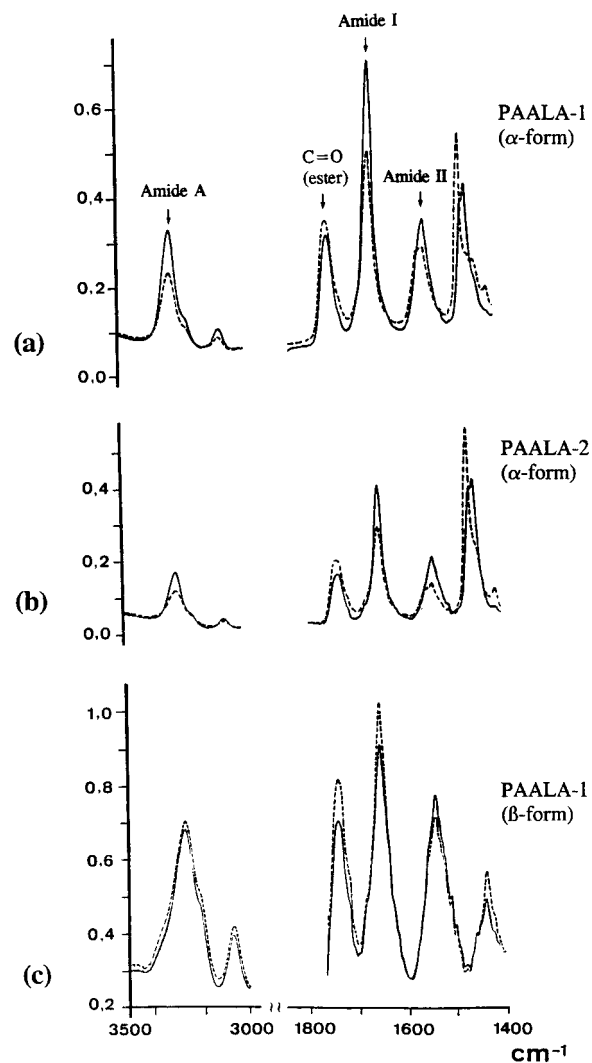 Amide I
PAALA-1
(α-form)
C=O
(ester)
Amide II
Amide A
0.6
0.4
0.2
0.0
(a)
PAALA-2
(α-form)
0.4
0.2
0.0
(b)
PAALA-1
(β-form)
1,0
0.8
0.6
0.4
0,2
(c)
3500
3000
1800
1600
1400
cm⁻¹